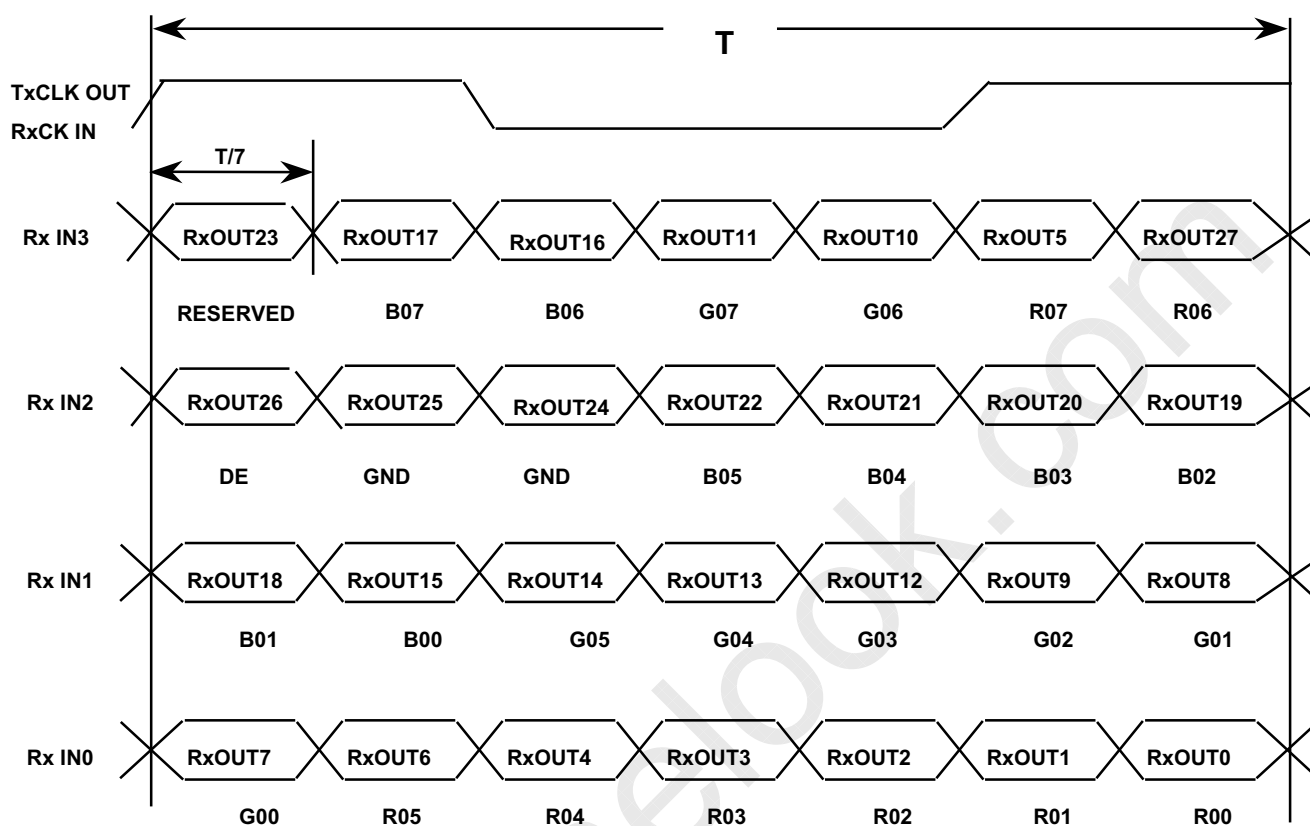 T
TxCLK OUT
RxCK IN
T/7
Rx IN3 RxOUT23 RxOUT17 RxOUT16 RxOUT11 RxOUT10 RxOUT5 RxOUT27
RESERVED B07 B06 G07 G06 R07 R06
Rx IN2 RxOUT26 RxOUT25 RxOUT24 RxOUT22 RxOUT21 RxOUT20 RxOUT19
DE GND GND B05 B04 B03 B02
Rx IN1 RxOUT18 RxOUT15 RxOUT14 RxOUT13 RxOUT12 RxOUT9 RxOUT8
B01 B00 G05 G04 G03 G02 G01
Rx IN0 RxOUT7 RxOUT6 RxOUT4 RxOUT3 RxOUT2 RxOUT1 RxOUT0
G00 R05 R04 R03 R02 R01 R00
elook.com